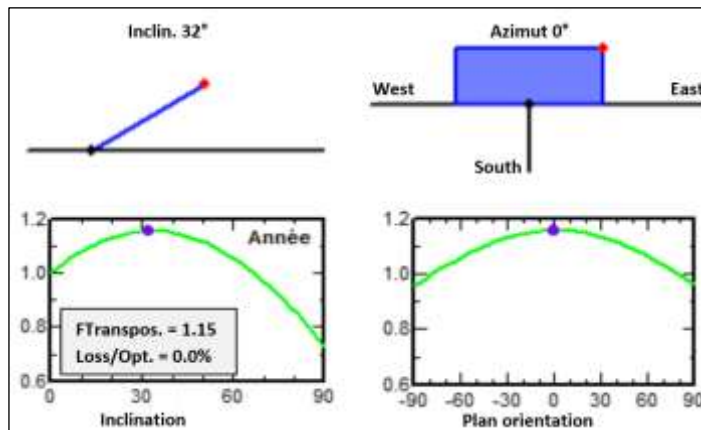 Inclin. 32°
Azimut 0°
West
East
South
1.2
1.0
0.8
0.6
Annèe
FTranspos. = 1.15
Loss/Opt. = 0.0%
0
30
60
90
Inclination
1.2
1.0
0.8
0.6
-90
-60
-30
0
30
60
90
Plan orientation